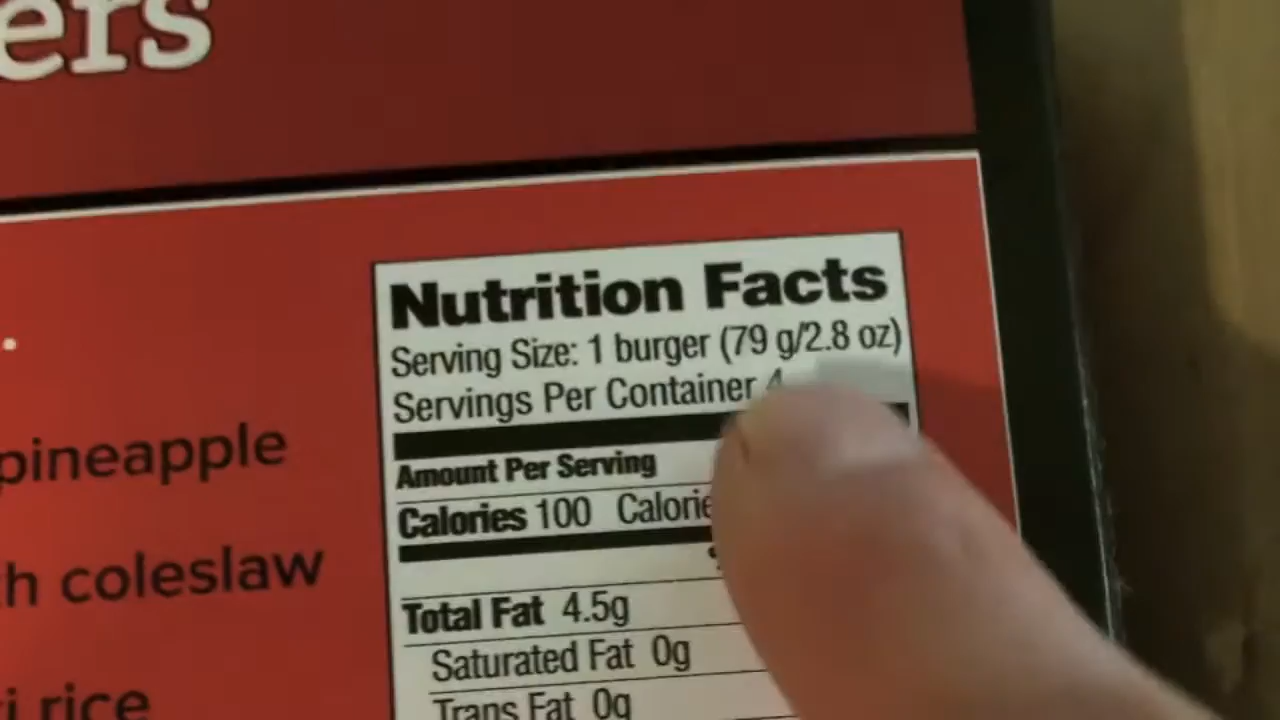 ers
Nutrition Facts
Serving Size: 1 burger (79 g/2.8 oz)
Servings Per Container 4
pineapple
Amount Per Serving
Calories 100 Calorie
h coleslaw
Total Fat 4.5g
Saturated Fat 0g
i rice
Trans Fat 0g